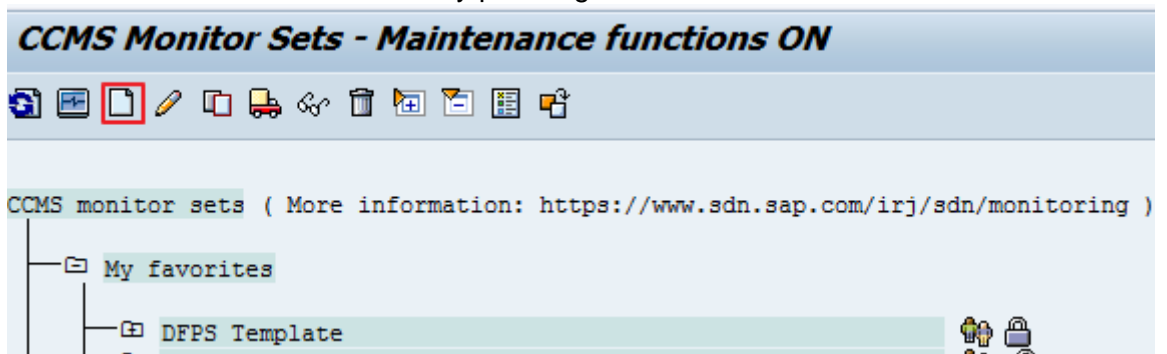 CCMS Monitor Sets - Maintenance functions ON
CCMS monitor sets ( More information: https://www.sdn.sap.com/irj/sdn/monitoring )
My favorites
DFPS Template